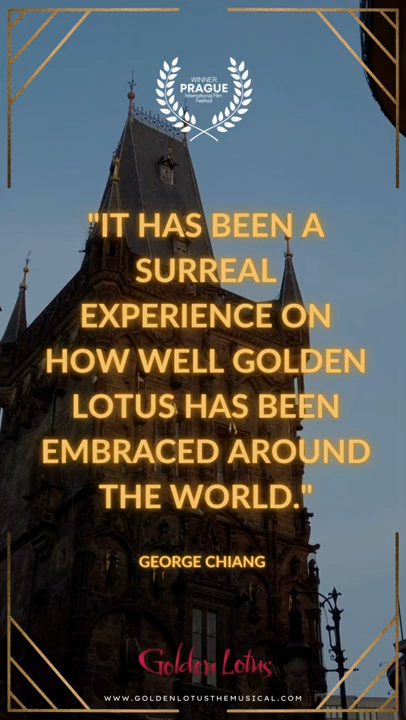 WINNER
PRAGUE
International Film
Festival
"IT HAS BEEN A
SURREAL
EXPERIENCE ON
HOW WELL GOLDEN
LOTUS HAS BEEN
EMBRACED AROUND
THE WORLD."
GEORGE CHIANG
Golden Lotus
WWW.GOLDENLOTUSTHEMUSICAL.COM